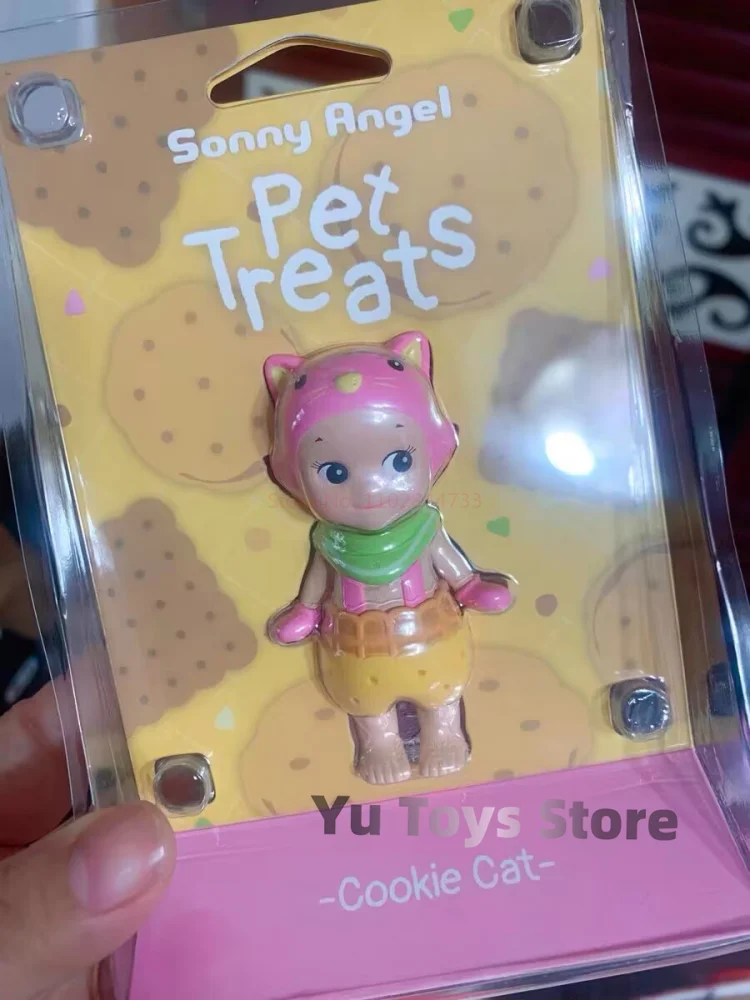 Sonny Angel
Pet
Treats
Yu Toys Store
-Cookie Cat-